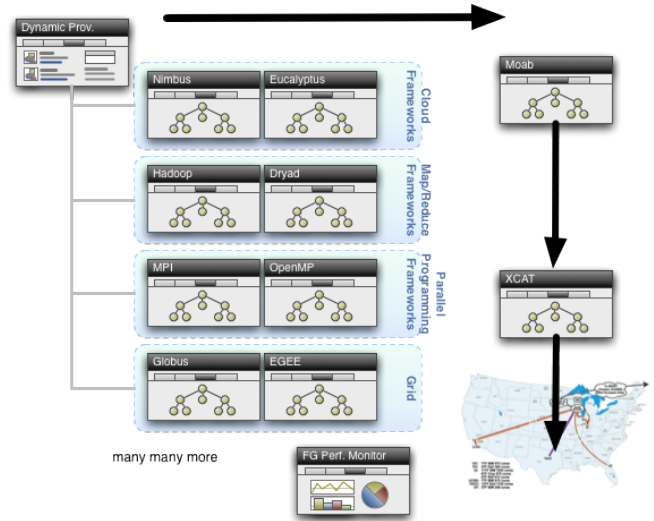 Dynamic Prov.
Nimbus
Eucalyptus
Cloud
Frameworks
Moab
Hadoop
Dryad
Map/Reduce
Frameworks
MPI
OpenMP
Parallel
Programming
Frameworks
XCAT
Globus
EGEE
Grid
many many more
FG Perf. Monitor